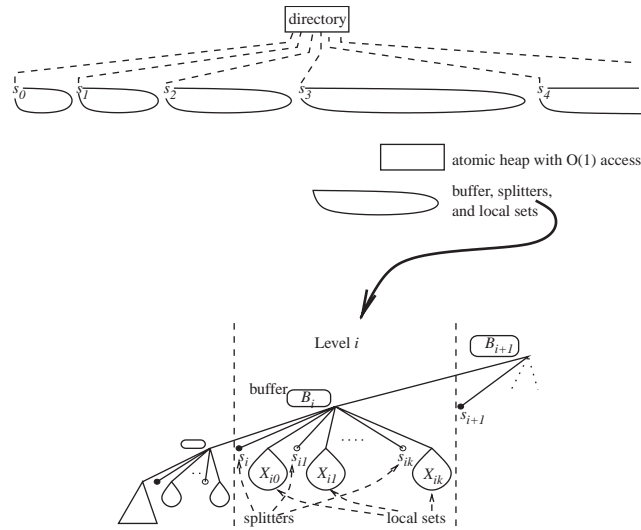 directory
s0 s1 s2 s3 s4
atomic heap with O(1) access
buffer, splitters,
and local sets
Level i
Bi+1
buffer
Bi
si+1
si si1 sik
Xi0 Xi1 Xik
....
splitters local sets